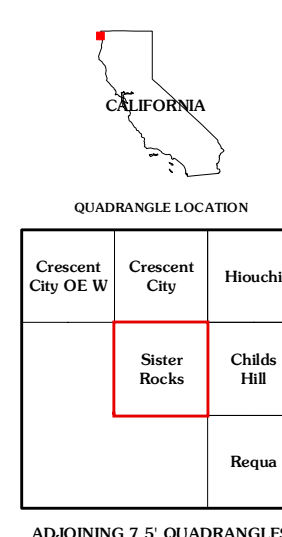 CALIFORNIA
QUADRANGLE LOCATION
Crescent
City OE W
Crescent
City
Hiouchi
Sister
Rocks
Childs
Hill
Requa
ADJOINING 7.5' QUADRANGLES